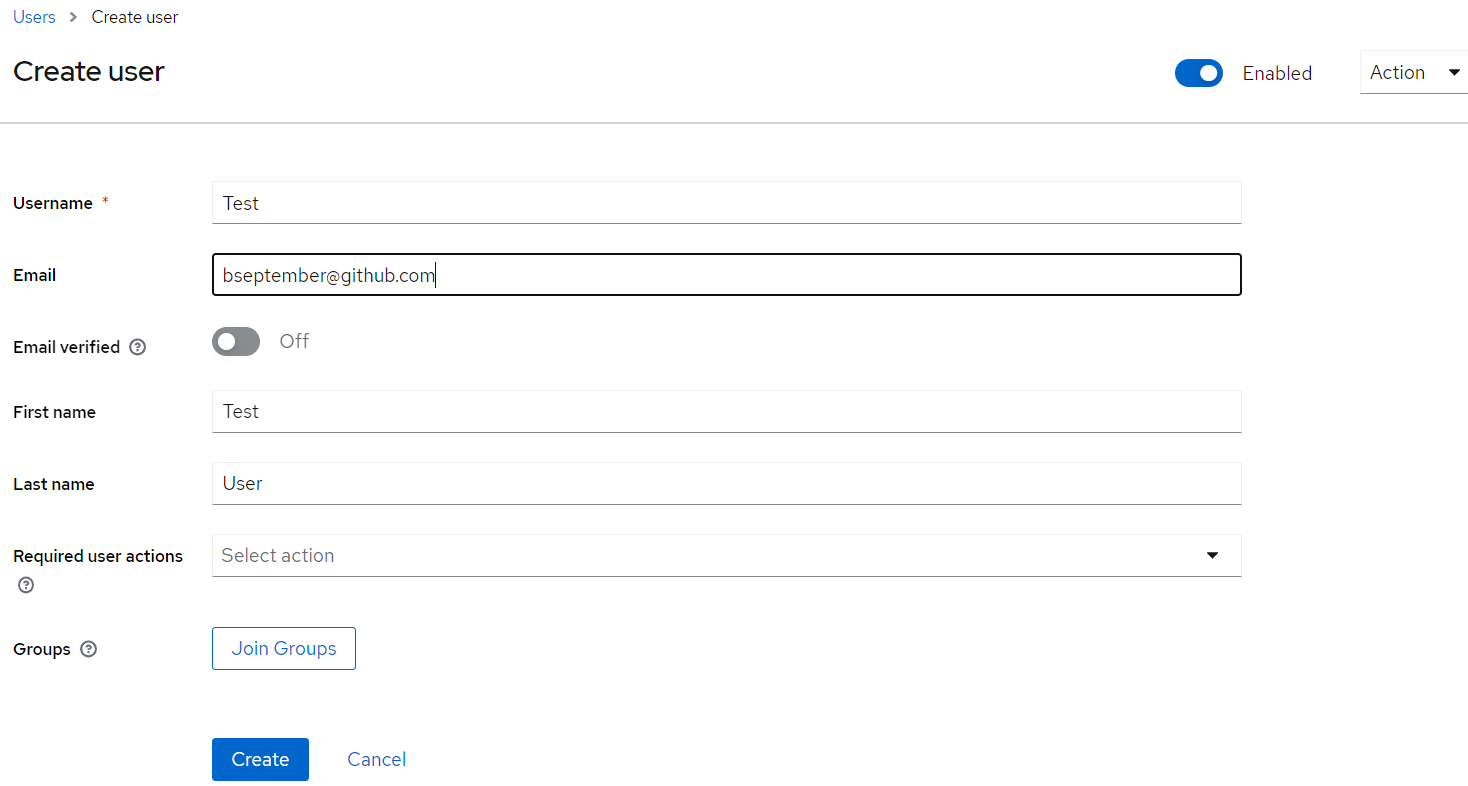 Users > Create user
Create user
Enabled
Action
Username *
Test
Email
bseptember@github.com
Email verified
Off
First name
Test
Last name
User
Required user actions
Select action
Groups
Join Groups
Create
Cancel